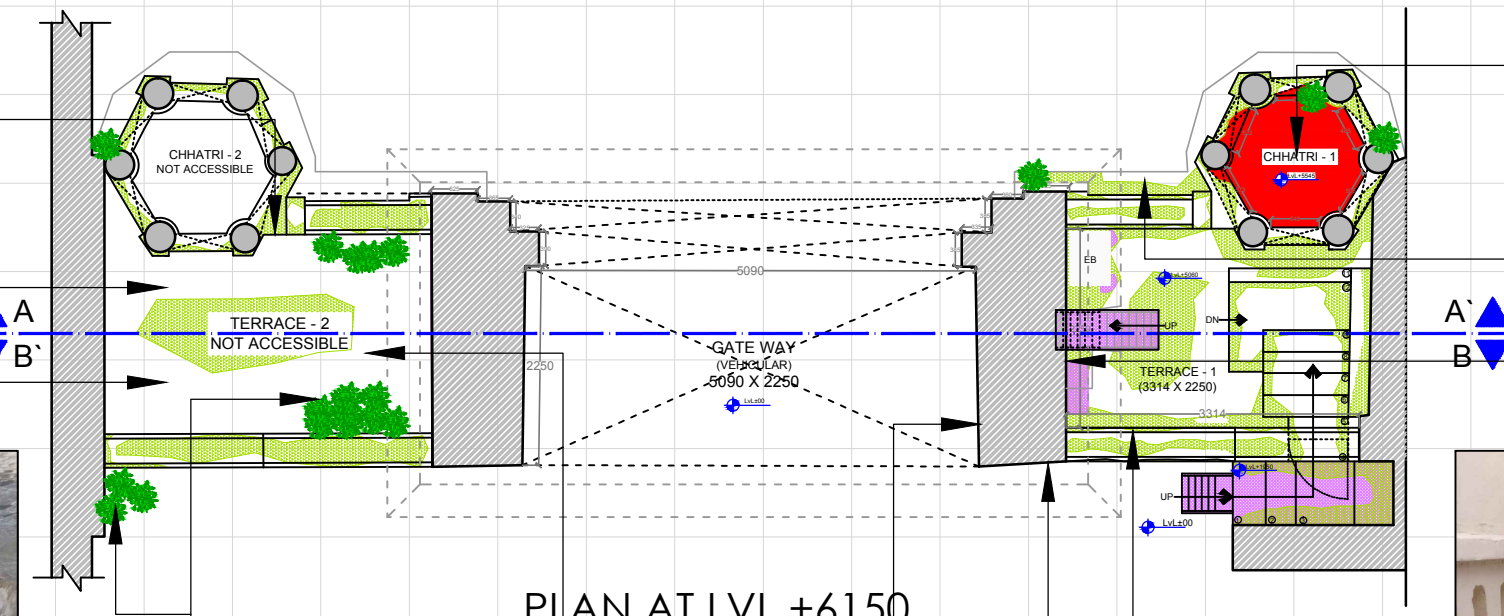 CHHATRI - 2
NOT ACCESSIBLE
CHHATRI - 1
LvL+5545
EB
LvL+5060
5090
A
B`
TERRACE - 2
NOT ACCESSIBLE
UP
DN
A`
B
GATE WAY
(VEHICULAR)
5090 X 2250
LvL±00
2250
TERRACE - 1
(3314 X 2250)
3314
UP
LvL±00
PLAN AT LVL +6150